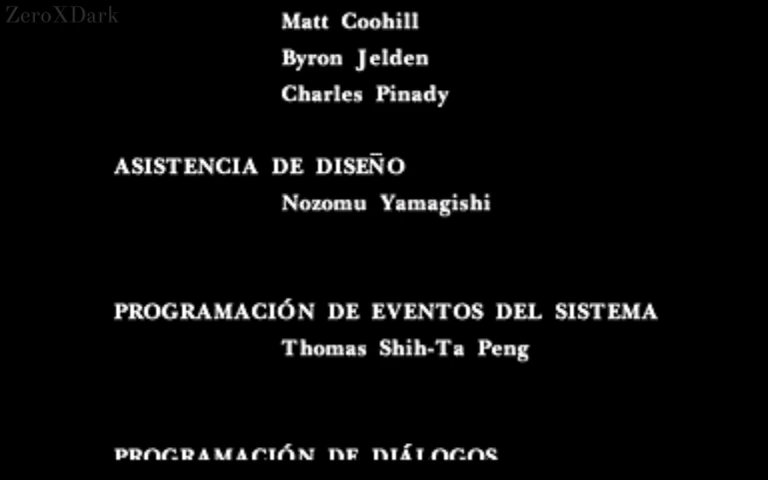 ZeroXDark
Matt Coohill
Byron Jelden
Charles Pinady
ASISTENCIA DE DISEÑO
Nozomu Yamagishi
PROGRAMACIÓN DE EVENTOS DEL SISTEMA
Thomas Shih-Ta Peng
PROGRAMACIÓN DE DIÁLOGOS